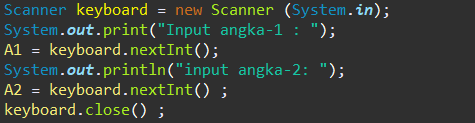 Scanner keyboard = new Scanner (System.in);
System.out.print("Input angka-1 : ");
A1 = keyboard.nextInt();
System.out.println("input angka-2: ");
A2 = keyboard.nextInt() ;
keyboard.close() ;